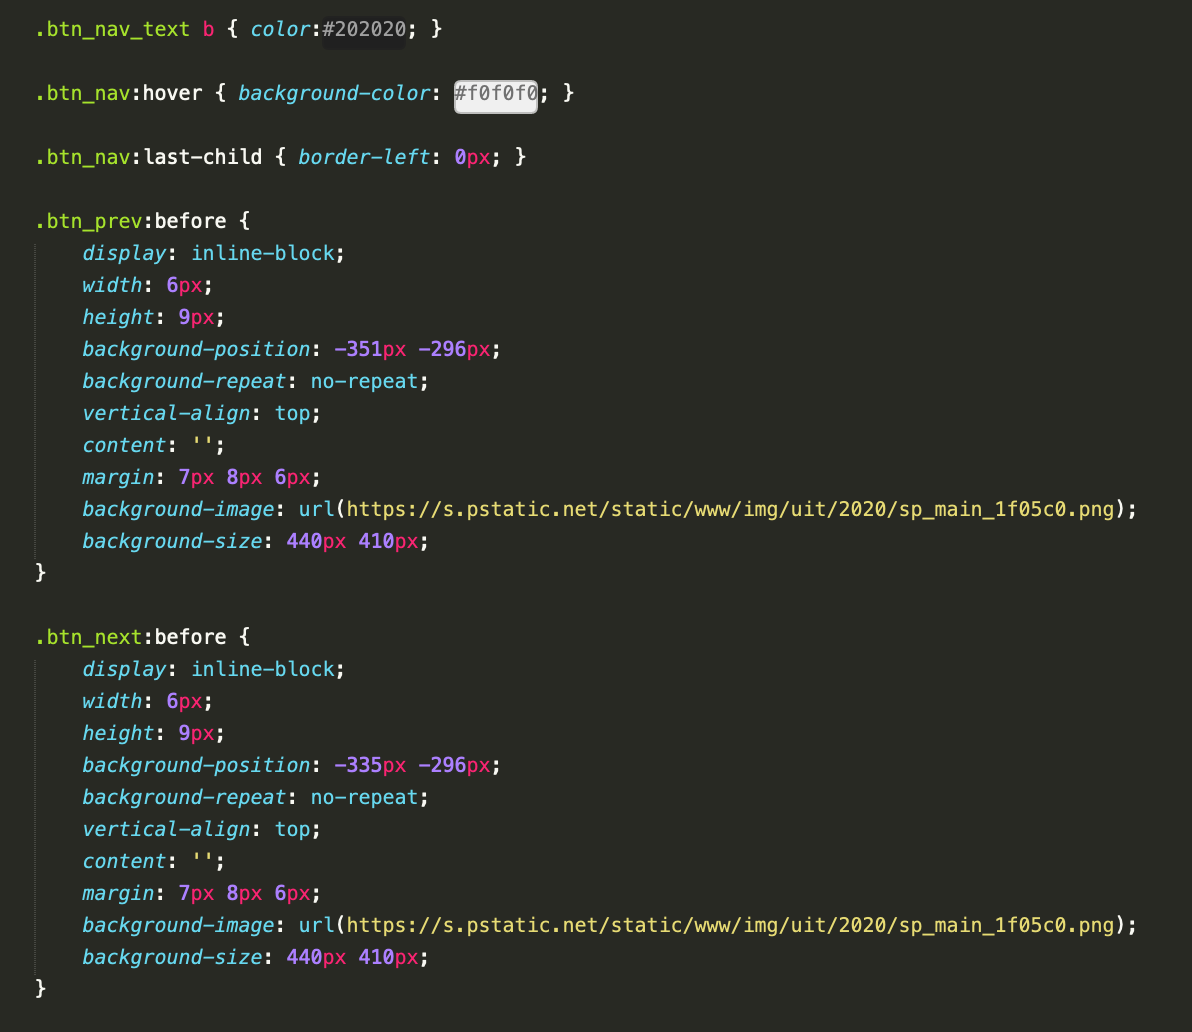 .btn_nav_text b { color:#202020; }
.btn_nav:hover { background-color: #f0f0f0; }
.btn_nav:last-child { border-left: 0px; }
.btn_prev:before {
display: inline-block;
width: 6px;
height: 9px;
background-position: -351px -296px;
background-repeat: no-repeat;
vertical-align: top;
content: '';
margin: 7px 8px 6px;
background-image: url(https://s.pstatic.net/static/www/img/uit/2020/sp_main_1f05c0.png);
background-size: 440px 410px;
}
.btn_next:before {
display: inline-block;
width: 6px;
height: 9px;
background-position: -335px -296px;
background-repeat: no-repeat;
vertical-align: top;
content: '';
margin: 7px 8px 6px;
background-image: url(https://s.pstatic.net/static/www/img/uit/2020/sp_main_1f05c0.png);
background-size: 440px 410px;
}